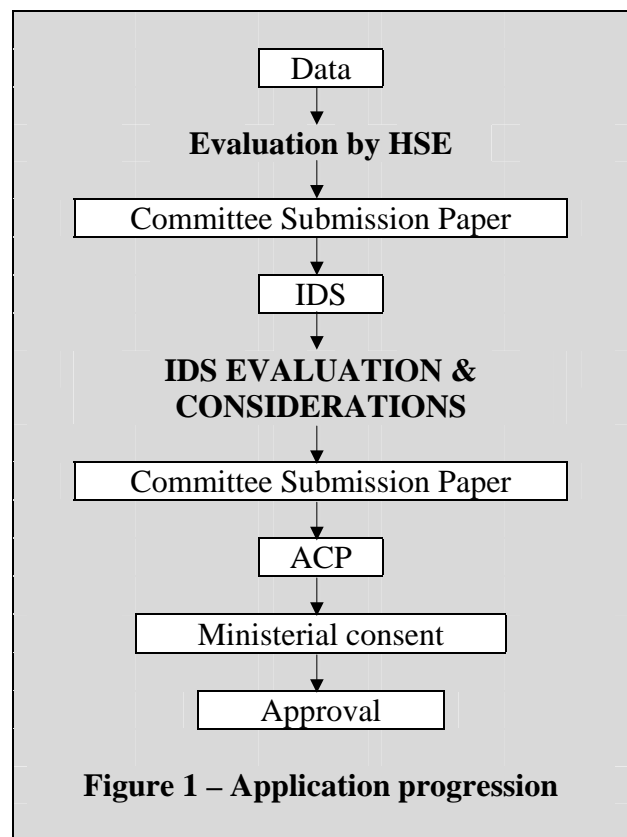 Data
Evaluation by HSE
Committee Submission Paper
IDS
IDS EVALUATION &
CONSIDERATIONS
Committee Submission Paper
ACP
Ministerial consent
Approval
Figure 1 – Application progression